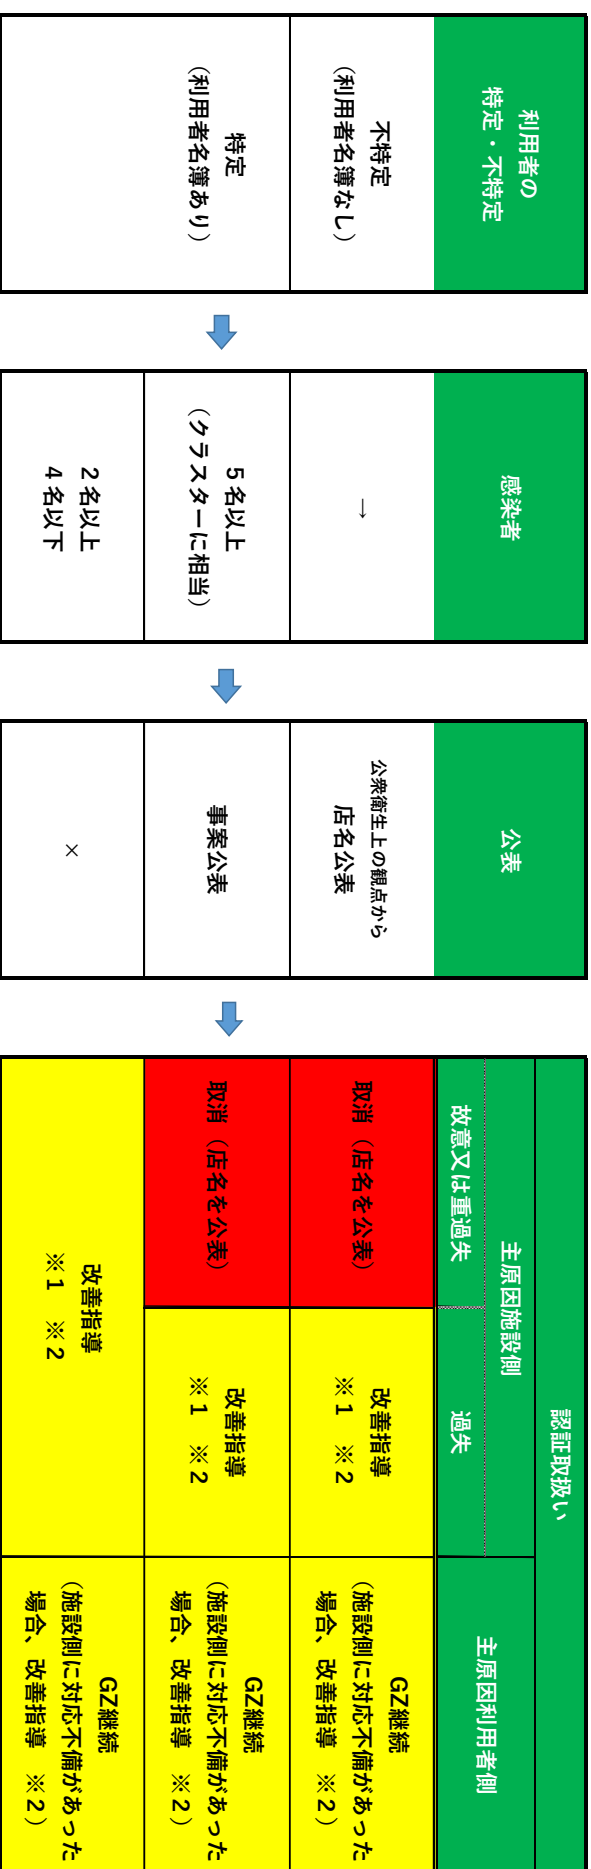 利用者の
特定・不特定
不特定
（利用者名簿なし）
特定
（利用者名簿あり）
感染者
→
５名以上
（クラスターに相当）
２名以上
４名以下
公表
公衆衛生上の観点から
店名公表
事案公表
×
認証取扱い
主原因施設側
主原因利用者側
故意又は重過失
過失
取消（店名を公表）
改善指導
※１　※２
GZ継続
（施設側に対応不備があった
場合、改善指導　※２）
取消（店名を公表）
改善指導
※１　※２
GZ継続
（施設側に対応不備があった
場合、改善指導　※２）
改善指導
※１　※２
GZ継続
（施設側に対応不備があった
場合、改善指導　※２）